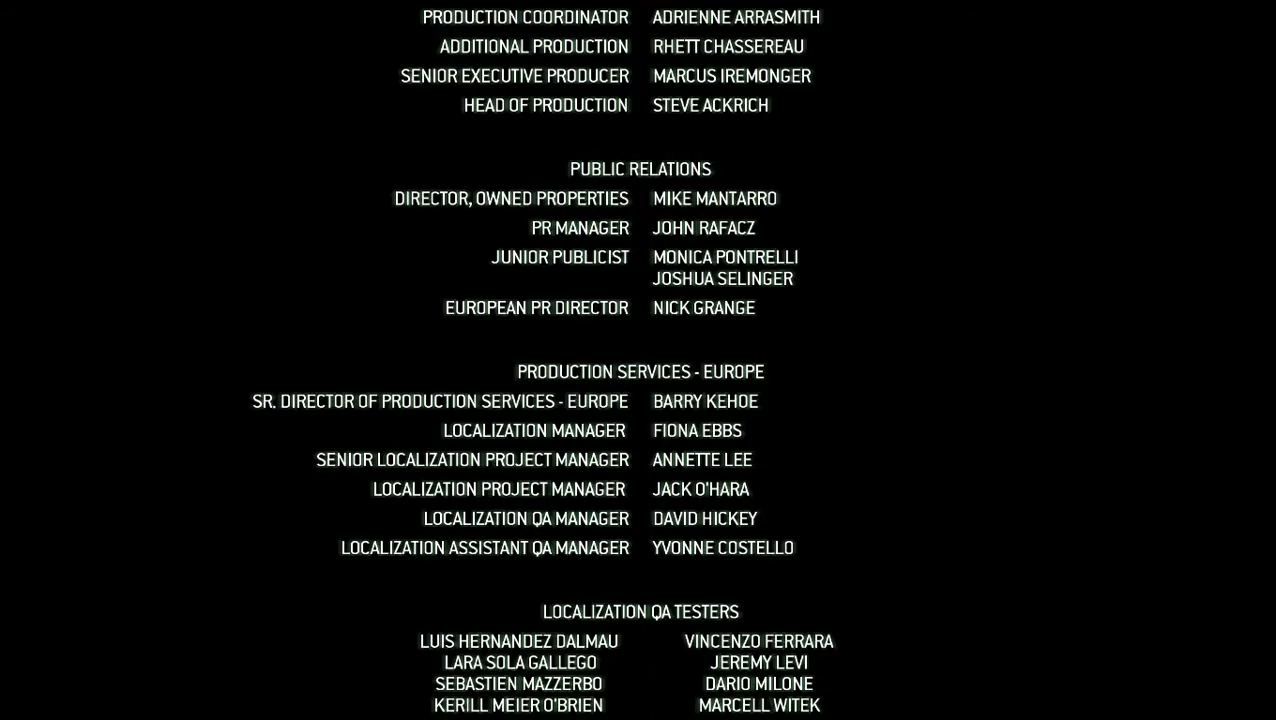 PRODUCTION COORDINATOR ADRIENNE ARRASMITH
ADDITIONAL PRODUCTION RHETT CHASSEREAU
SENIOR EXECUTIVE PRODUCER MARCUS IREMONGER
HEAD OF PRODUCTION STEVE ACKRICH
PUBLIC RELATIONS
DIRECTOR, OWNED PROPERTIES MIKE MANTARRO
PR MANAGER JOHN RAFACZ
JUNIOR PUBLICIST MONICA PONTRELLI
JOSHUA SELINGER
EUROPEAN PR DIRECTOR NICK GRANGE
PRODUCTION SERVICES - EUROPE
SR. DIRECTOR OF PRODUCTION SERVICES - EUROPE BARRY KEHOE
LOCALIZATION MANAGER FIONA EBBS
SENIOR LOCALIZATION PROJECT MANAGER ANNETTE LEE
LOCALIZATION PROJECT MANAGER JACK O'HARA
LOCALIZATION QA MANAGER DAVID HICKEY
LOCALIZATION ASSISTANT QA MANAGER YVONNE COSTELLO
LOCALIZATION QA TESTERS
LUIS HERNANDEZ DALMAU VINCENZO FERRARA
LARA SOLA GALLEGO JEREMY LEVI
SEBASTIEN MAZZERBO DARIO MILONE
KERILL MEIER O'BRIEN MARCELL WITEK